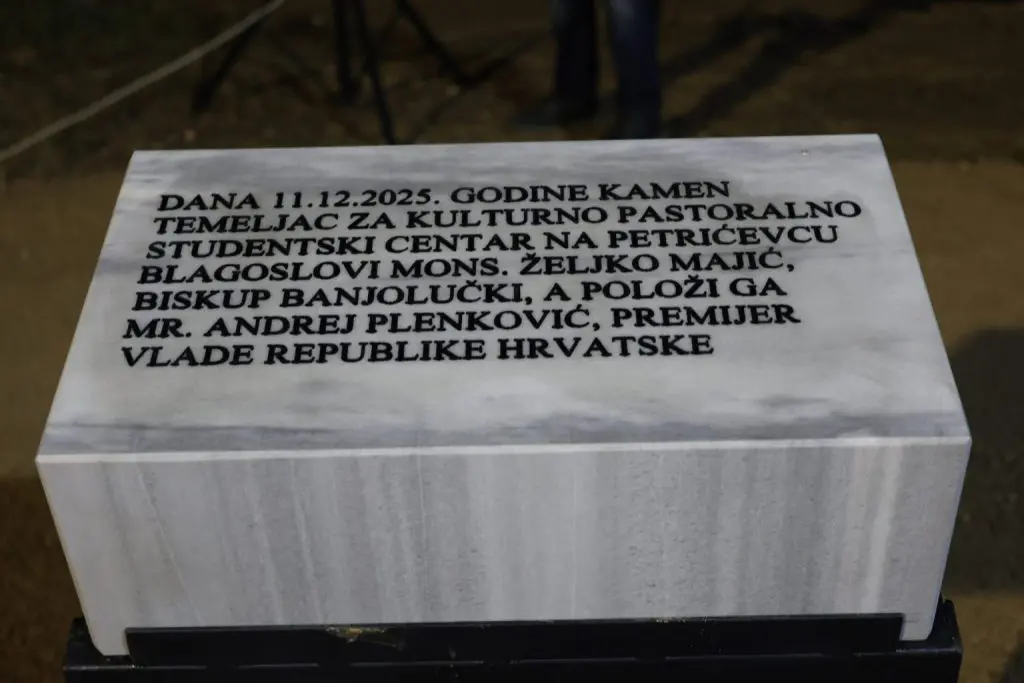 DANA 11.12.2025. GODINE KAMEN
TEMELJAC ZA KULTURNO PASTORALNO
STUDENTSKI CENTAR NA PETRIĆEVCU
BLAGOSLOVI MONS. ŽELJKO MAJIĆ,
BISKUP BANJOLUČKI, A POLOŽI GA
MR. ANDREJ PLENKOVIĆ, PREMIJER
VLADE REPUBLIKE HRVATSKE